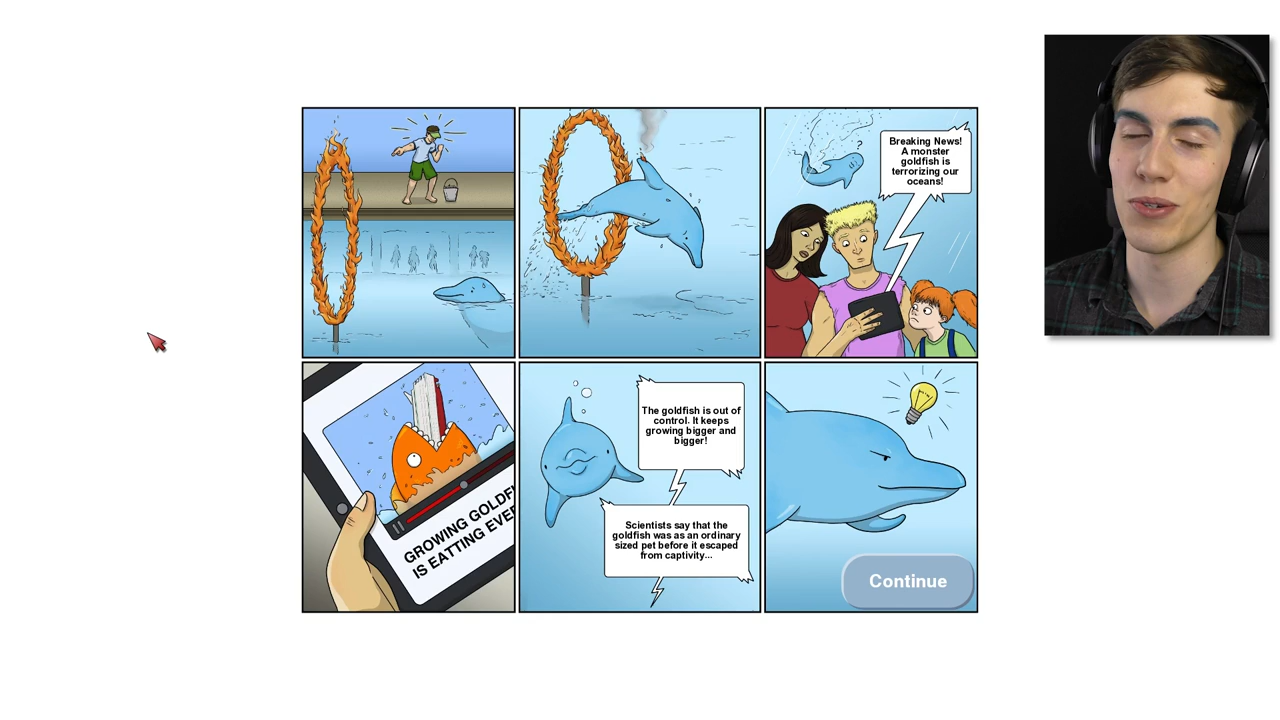 Breaking News!
A monster
goldfish is
terrorizing our
oceans!
GROWING GOLDFI
IS EATTING EVER
The goldfish is out of
control. It keeps
growing bigger and
bigger!
Scientists say that the
goldfish was as an ordinary
sized pet before it escaped
from captivity...
?
Continue